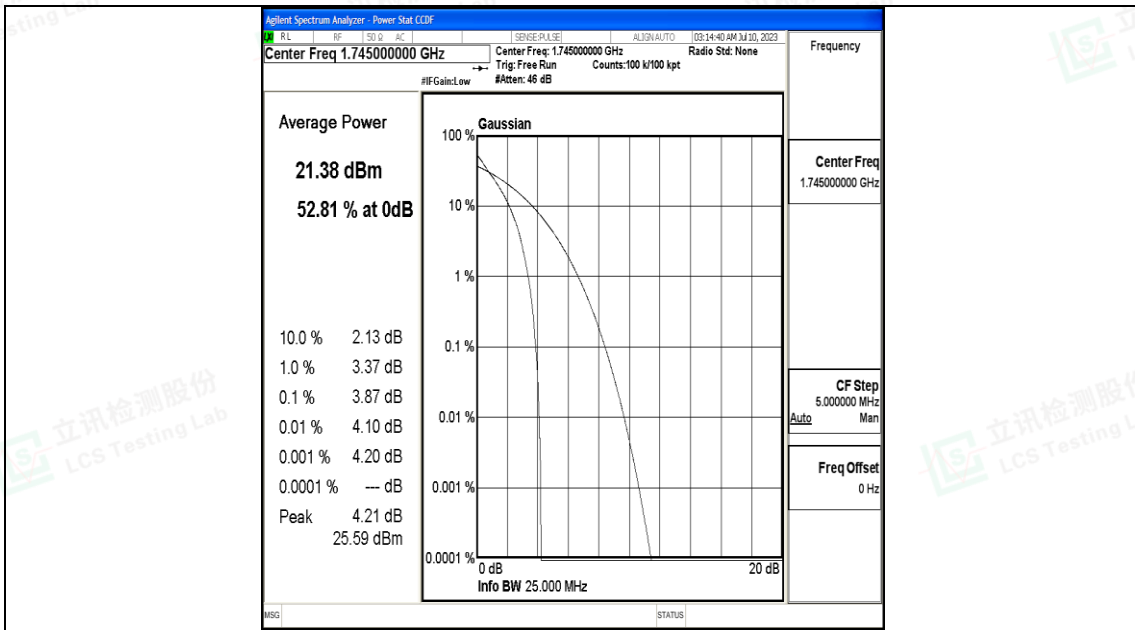 Agilent Spectrum Analyzer - Power Stat CCDF
RL RF 50 Ω AC SENSE:PULSE ALIGN AUTO 03:14:40 AM Jul 10, 2023
Center Freq 1.745000000 GHz
Center Freq: 1.745000000 GHz Radio Std: None
Trig: Free Run Counts:100 k/100 kpt
#IFGain:Low #Atten: 46 dB
Frequency
Average Power
21.38 dBm
52.81 % at 0dB
10.0 % 2.13 dB
1.0 % 3.37 dB
0.1 % 3.87 dB
0.01 % 4.10 dB
0.001 % 4.20 dB
0.0001 % --- dB
Peak 4.21 dB
25.59 dBm
Gaussian
100 %
10 %
1 %
0.1 %
0.01 %
0.001 %
0.0001 %
0 dB 20 dB
Info BW 25.000 MHz
Center Freq
1.745000000 GHz
CF Step
5.000000 MHz
Auto Man
Freq Offset
0 Hz
MSG STATUS
立讯检测股份
LCS Testing Lab
立讯检测股份
LCS Testing L